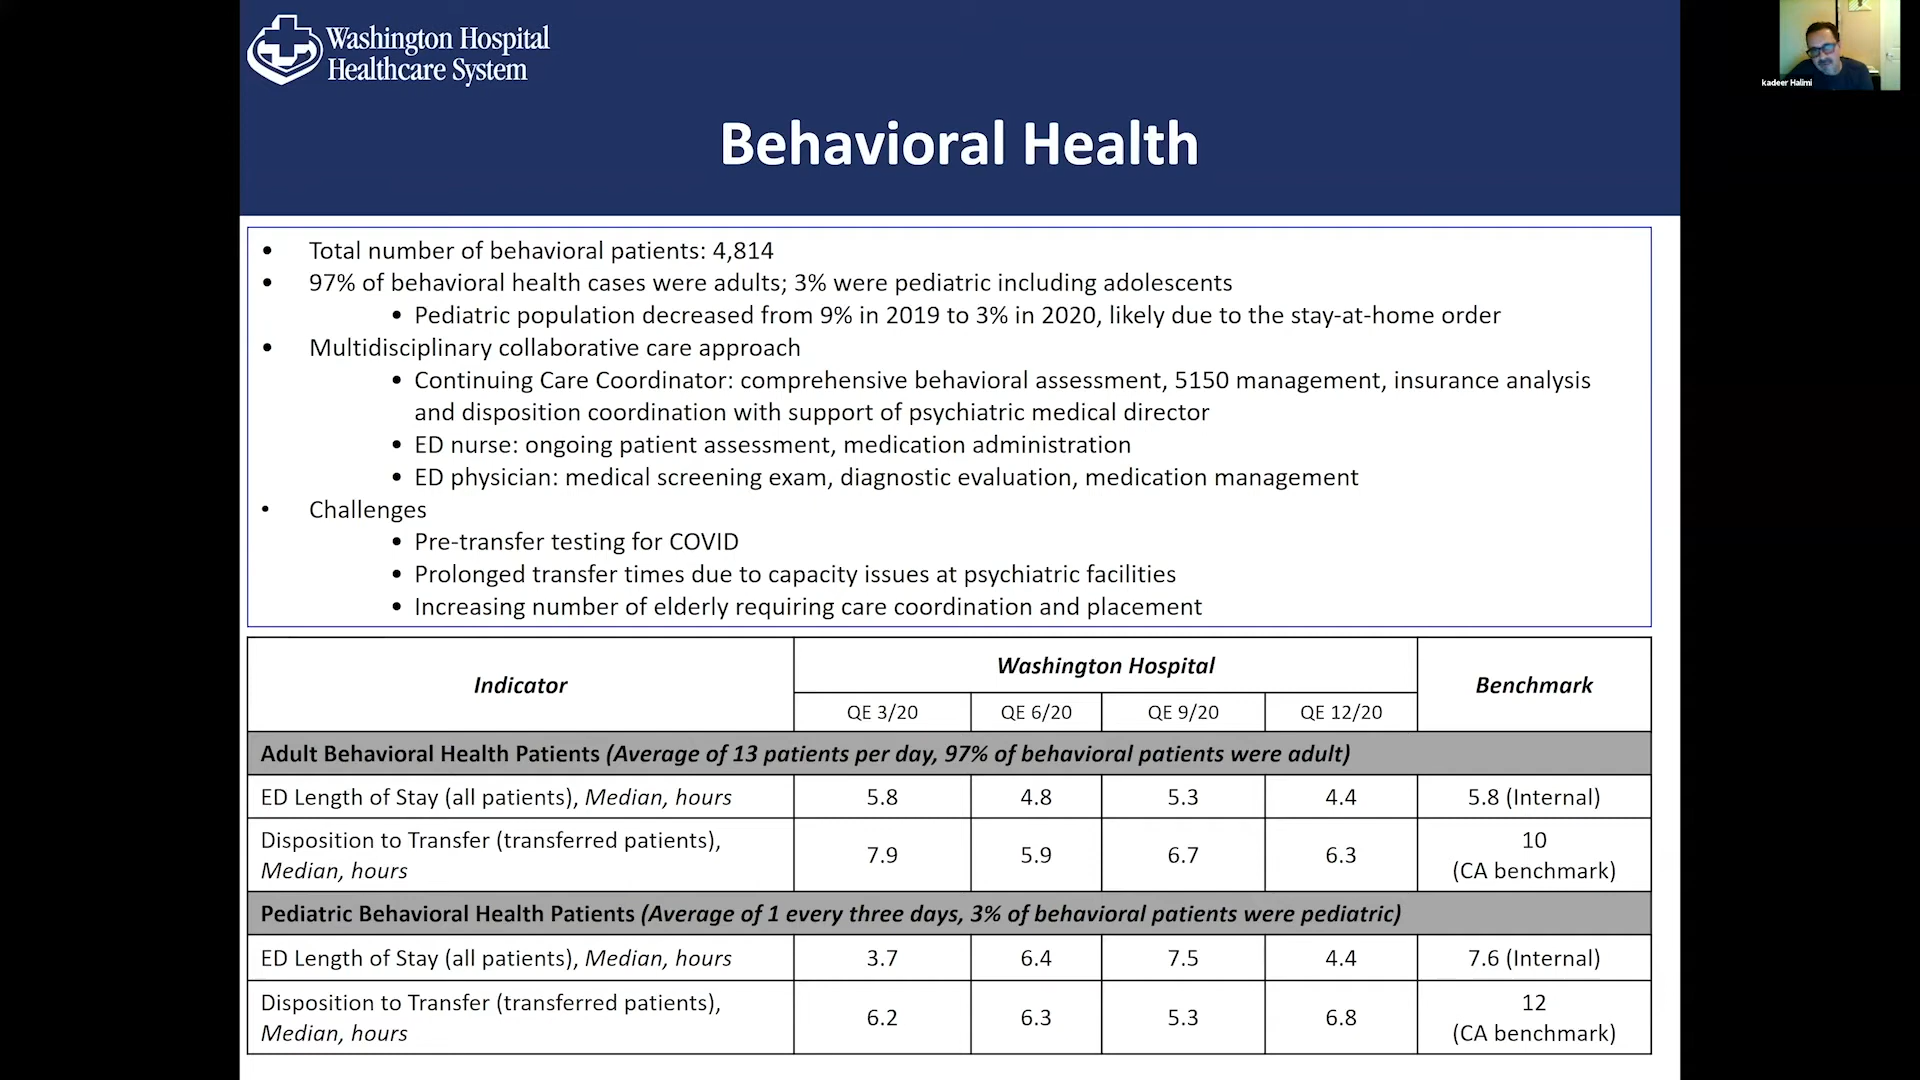 Washington Hospital
Healthcare System
kadeer Halimi
Behavioral Health
• Total number of behavioral patients: 4,814
• 97% of behavioral health cases were adults; 3% were pediatric including adolescents
• Pediatric population decreased from 9% in 2019 to 3% in 2020, likely due to the stay-at-home order
• Multidisciplinary collaborative care approach
• Continuing Care Coordinator: comprehensive behavioral assessment, 5150 management, insurance analysis
and disposition coordination with support of psychiatric medical director
• ED nurse: ongoing patient assessment, medication administration
• ED physician: medical screening exam, diagnostic evaluation, medication management
• Challenges
• Pre-transfer testing for COVID
• Prolonged transfer times due to capacity issues at psychiatric facilities
• Increasing number of elderly requiring care coordination and placement
Indicator Washington Hospital Benchmark
QE 3/20 QE 6/20 QE 9/20 QE 12/20
Adult Behavioral Health Patients (Average of 13 patients per day, 97% of behavioral patients were adult)
ED Length of Stay (all patients), Median, hours 5.8 4.8 5.3 4.4 5.8 (Internal)
Disposition to Transfer (transferred patients),
Median, hours 7.9 5.9 6.7 6.3 10
(CA benchmark)
Pediatric Behavioral Health Patients (Average of 1 every three days, 3% of behavioral patients were pediatric)
ED Length of Stay (all patients), Median, hours 3.7 6.4 7.5 4.4 7.6 (Internal)
Disposition to Transfer (transferred patients),
Median, hours 6.2 6.3 5.3 6.8 12
(CA benchmark)